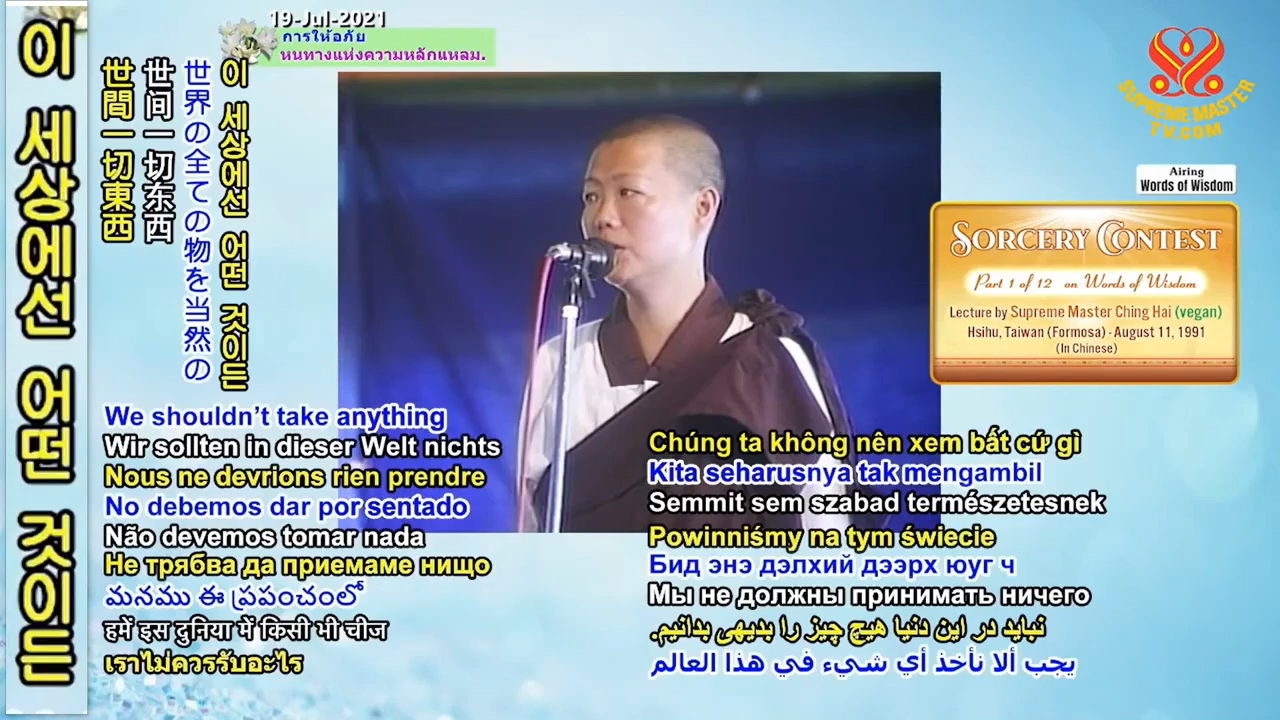 이 세상에선 어떤 것이든
19-Jul-2021
การให้อภัย
หนทางแห่งความหลักแหลม.
世間一切東西
世间一切东西
世界の全ての物を当然の
이 세상에선 어떤 것이든
SUPREME MASTER
TV.COM
Airing
Words of Wisdom
SORCERY CONTEST
Part 1 of 12 on Words of Wisdom
Lecture by Supreme Master Ching Hai (vegan)
Hsihu, Taiwan (Formosa) - August 11, 1991
(In Chinese)
We shouldn’t take anything
Wir sollten in dieser Welt nichts
Nous ne devrions rien prendre
No debemos dar por sentado
Não devemos tomar nada
Не трябва да приемаме нищо
మనము ఈ ప్రపంచంలో
हमें इस दुनिया में किसी भी चीज
เราไม่ควรรับอะไร
Chúng ta không nên xem bất cứ gì
Kita seharusnya tak mengambil
Semmit sem szabad természetesnek
Powinniśmy na tym świecie
Бид энэ дэлхий дээрх юуг ч
Мы не должны принимать ничего
نباید در این دنیا هیچ چیز را بدیهی بدانیم.
يجب ألا نأخذ أي شيء في هذا العالم